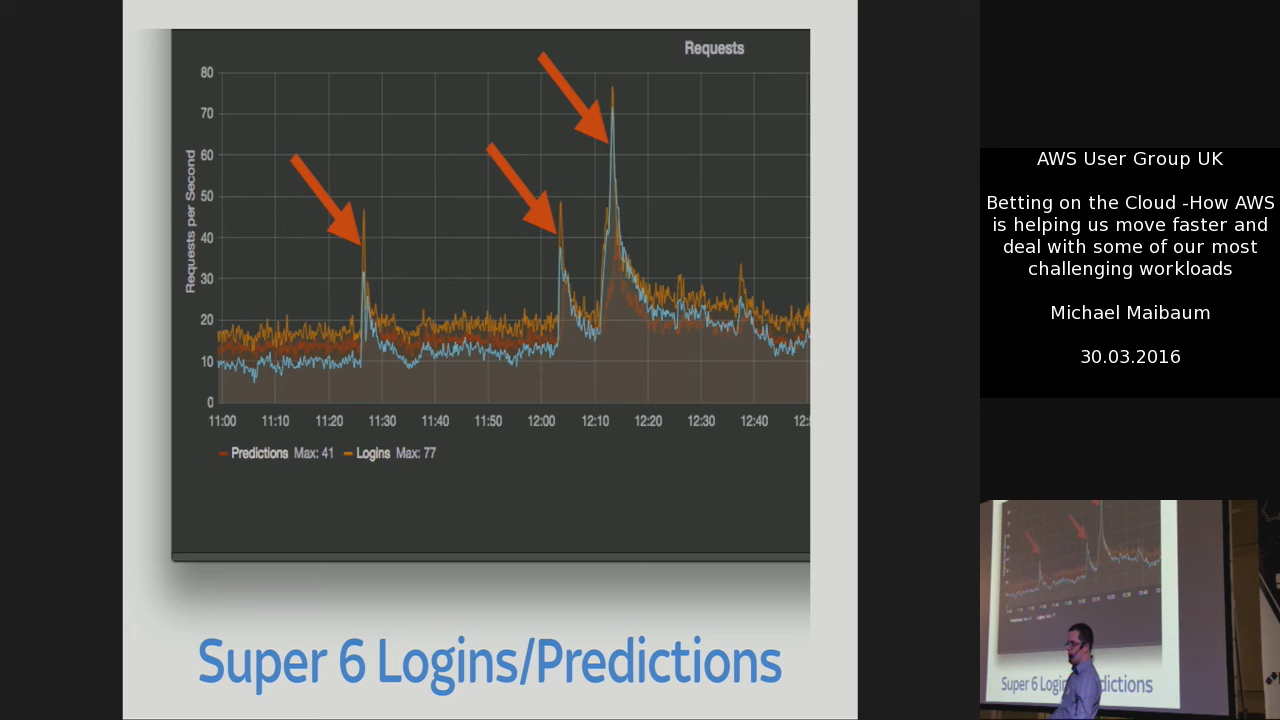 Requests
Requests per Second
80
70
60
50
40
30
20
10
0
11:00 11:10 11:20 11:30 11:40 11:50 12:00 12:10 12:20 12:30 12:40
Predictions Max: 41 Logins Max: 77
Super 6 Logins/Predictions
AWS User Group UK
Betting on the Cloud -How AWS
is helping us move faster and
deal with some of our most
challenging workloads
Michael Maibaum
30.03.2016